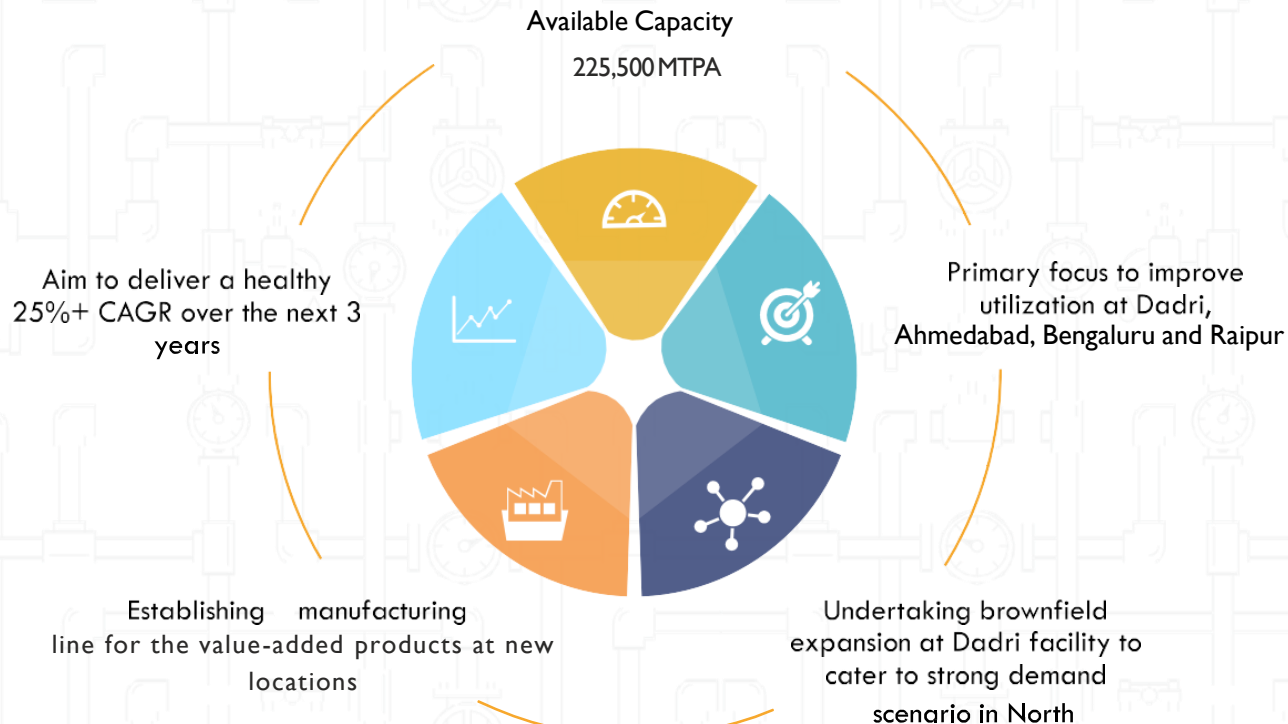 Available Capacity
225,500 MTPA
Primary focus to improve
utilization at Dadri,
Ahmedabad, Bengaluru and Raipur
Undertaking brownfield
expansion at Dadri facility to
cater to strong demand
scenario in North
Establishing manufacturing
line for the value-added products at new
locations
Aim to deliver a healthy
25%+ CAGR over the next 3
years